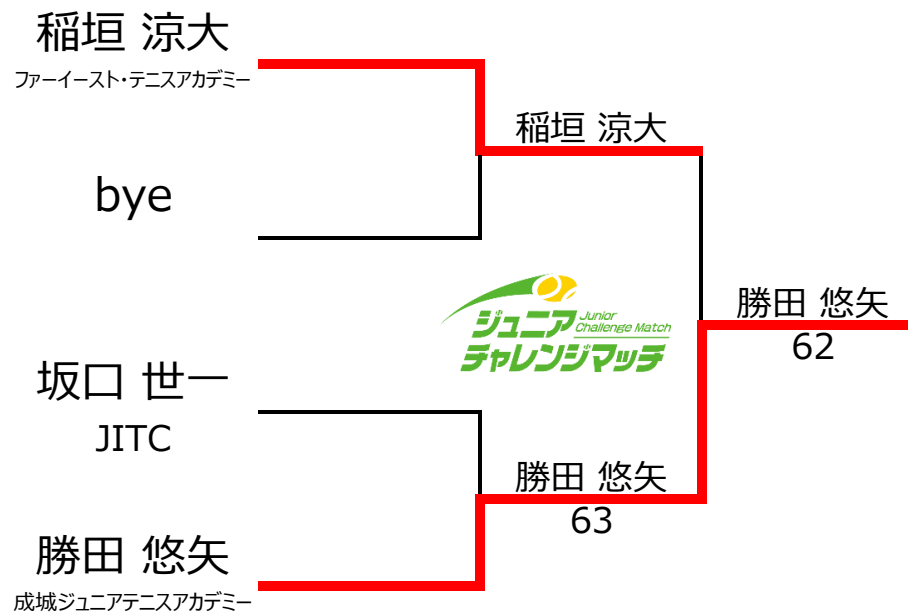 稲垣 涼大
ファーイースト・テニスアカデミー
稲垣 涼大
bye
ジュニア Junior Challenge Match
チャレンジマッチ
勝田 悠矢
62
坂口 世一
JITC
勝田 悠矢
63
勝田 悠矢
成城ジュニアテニスアカデミー